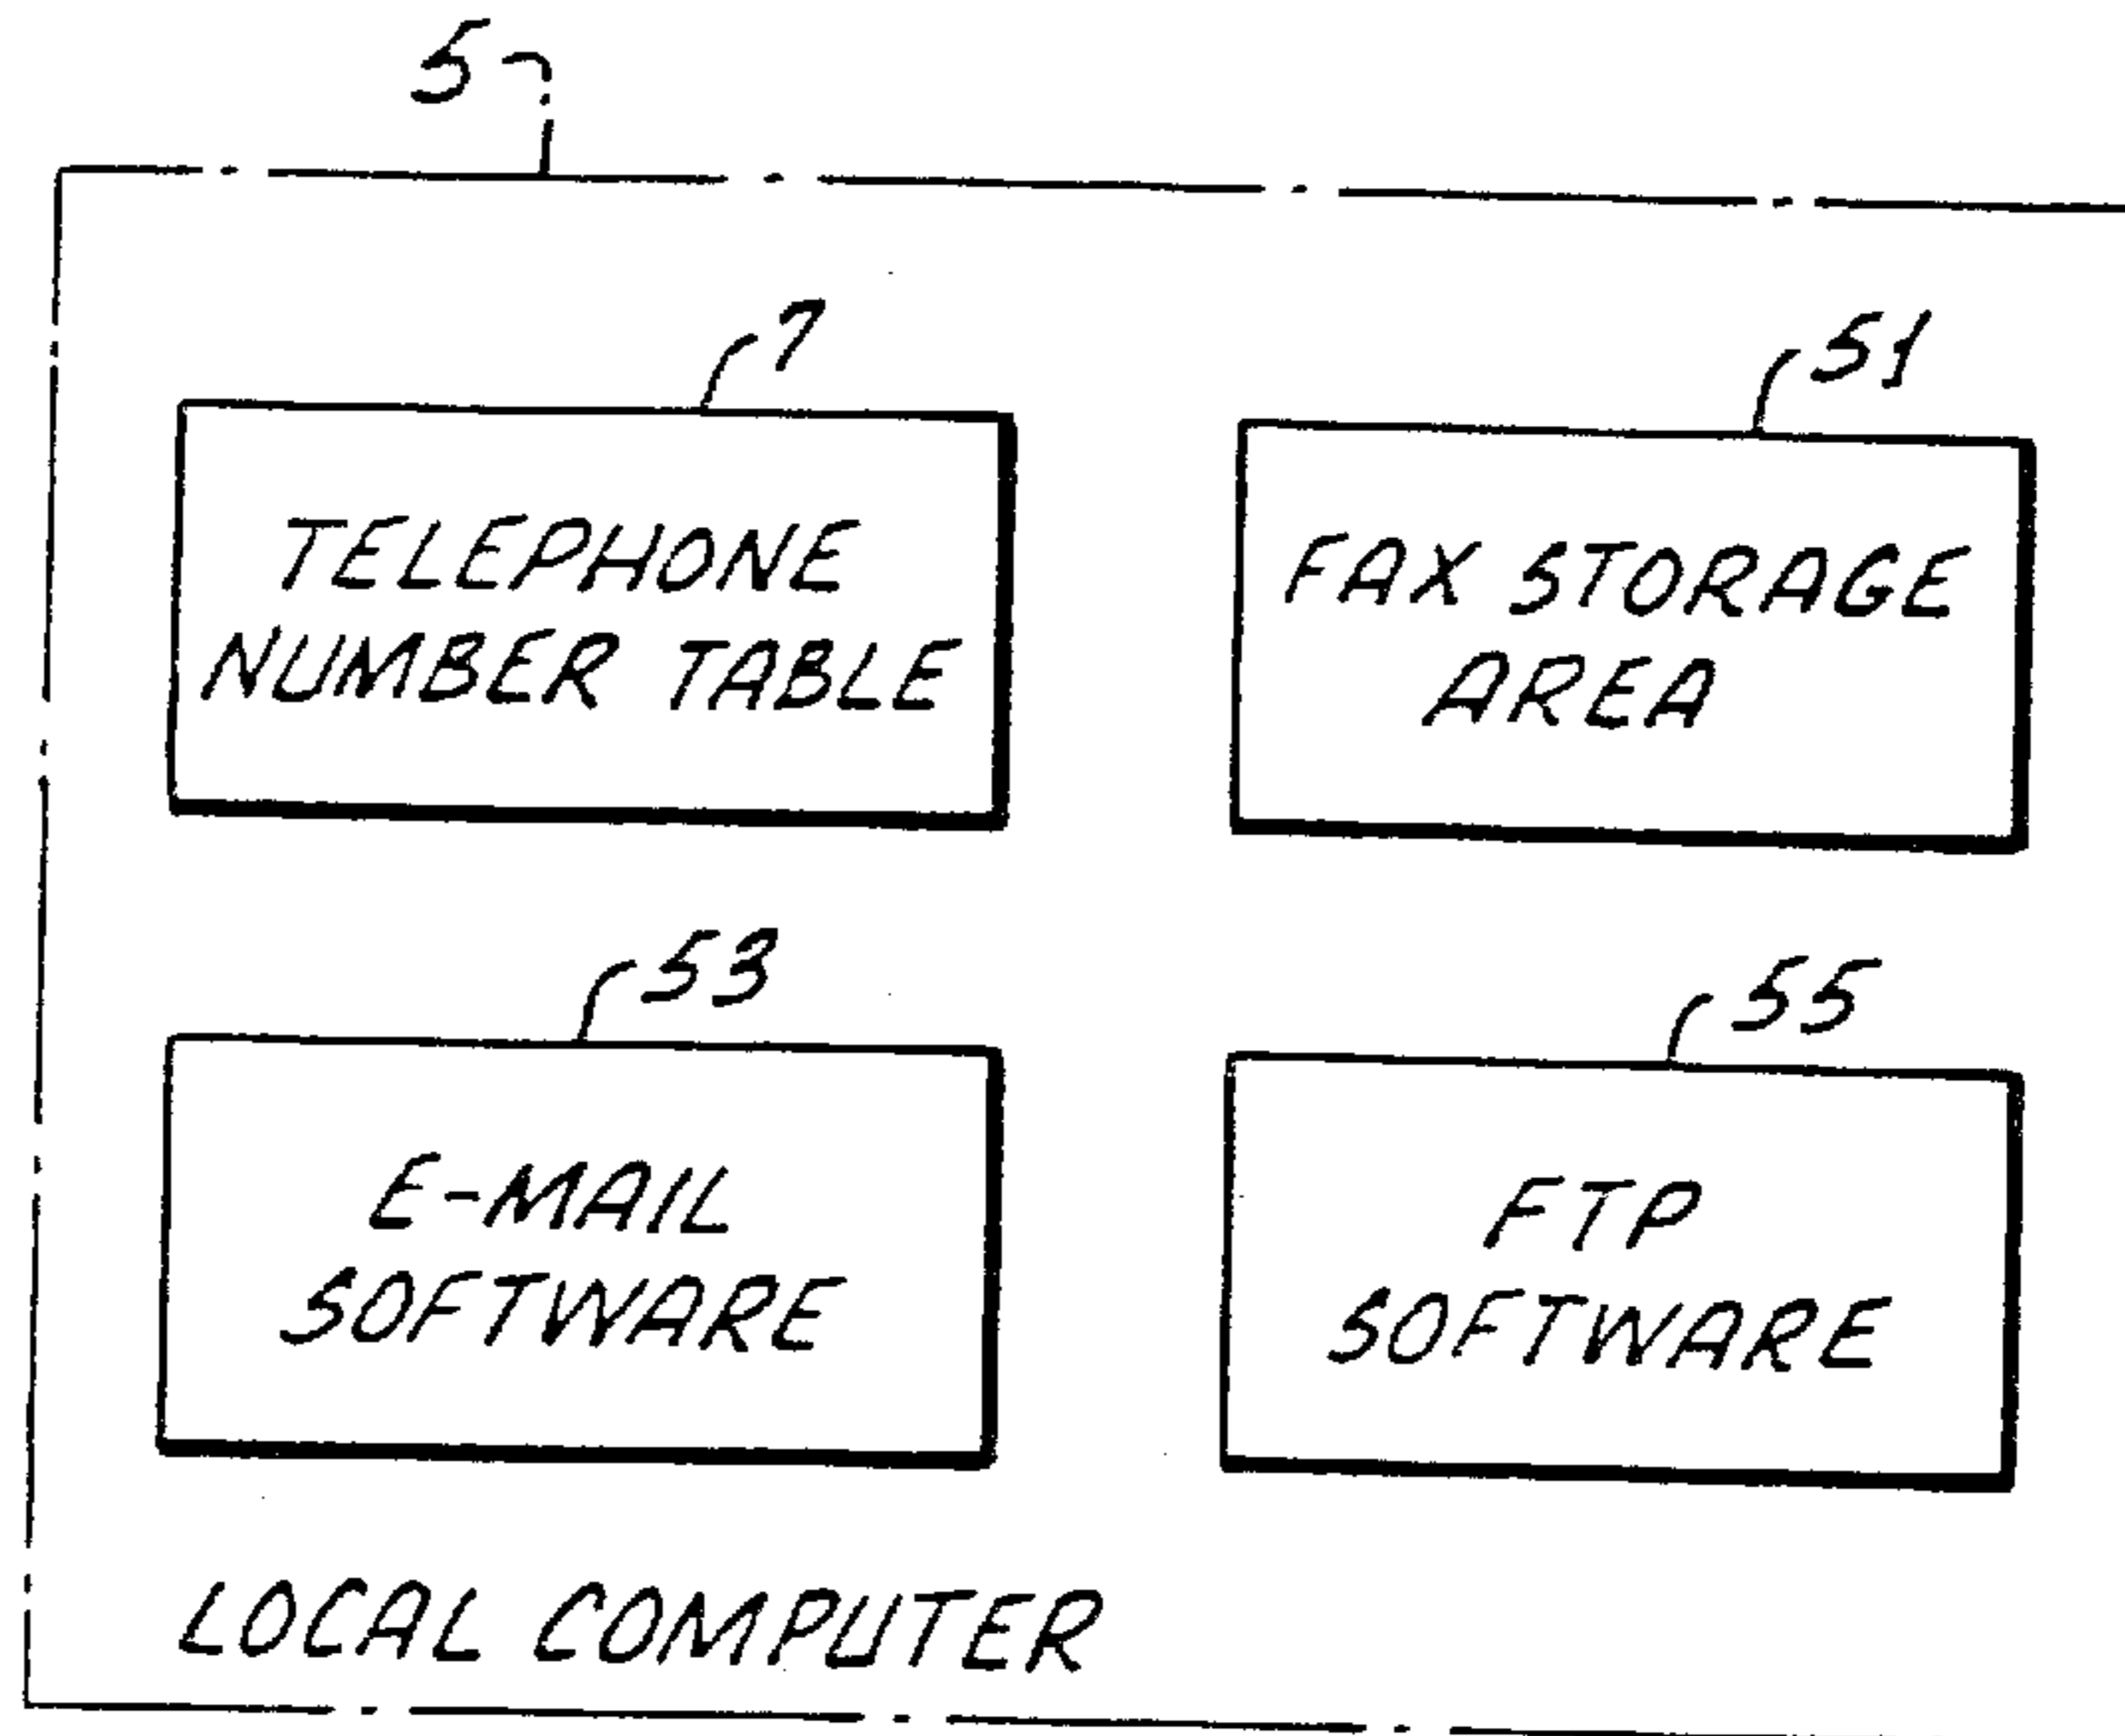 5
7
51
TELEPHONE
NUMBER TABLE
FAX STORAGE
AREA
53
55
E-MAIL
SOFTWARE
FTP
SOFTWARE
LOCAL COMPUTER